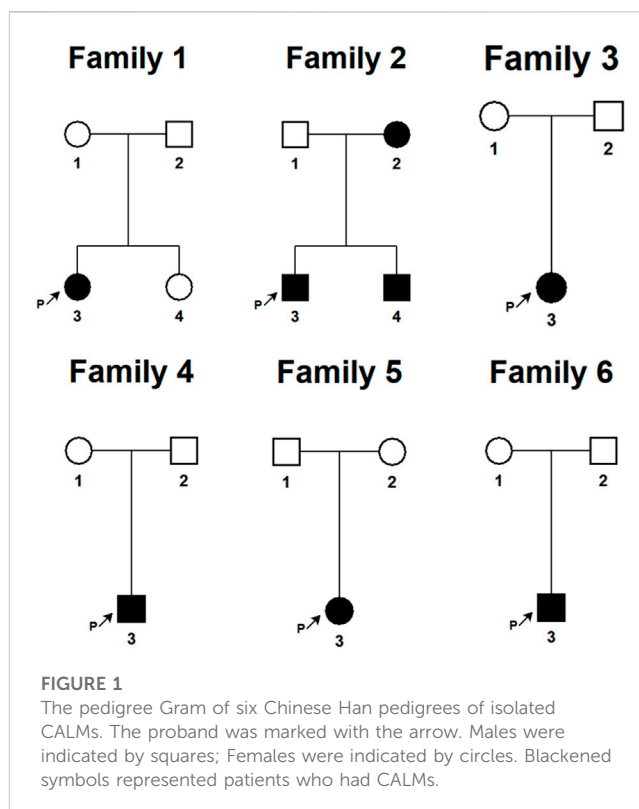 Family 1 Family 2 Family 3
1 2 1 2 1 2
P 3 4 P 3 4 P 3
Family 4 Family 5 Family 6
1 2 1 2 1 2
P 3 P 3 P 3
FIGURE 1
The pedigree Gram of six Chinese Han pedigrees of isolated
CALMs. The proband was marked with the arrow. Males were
indicated by squares; Females were indicated by circles. Blackened
symbols represented patients who had CALMs.